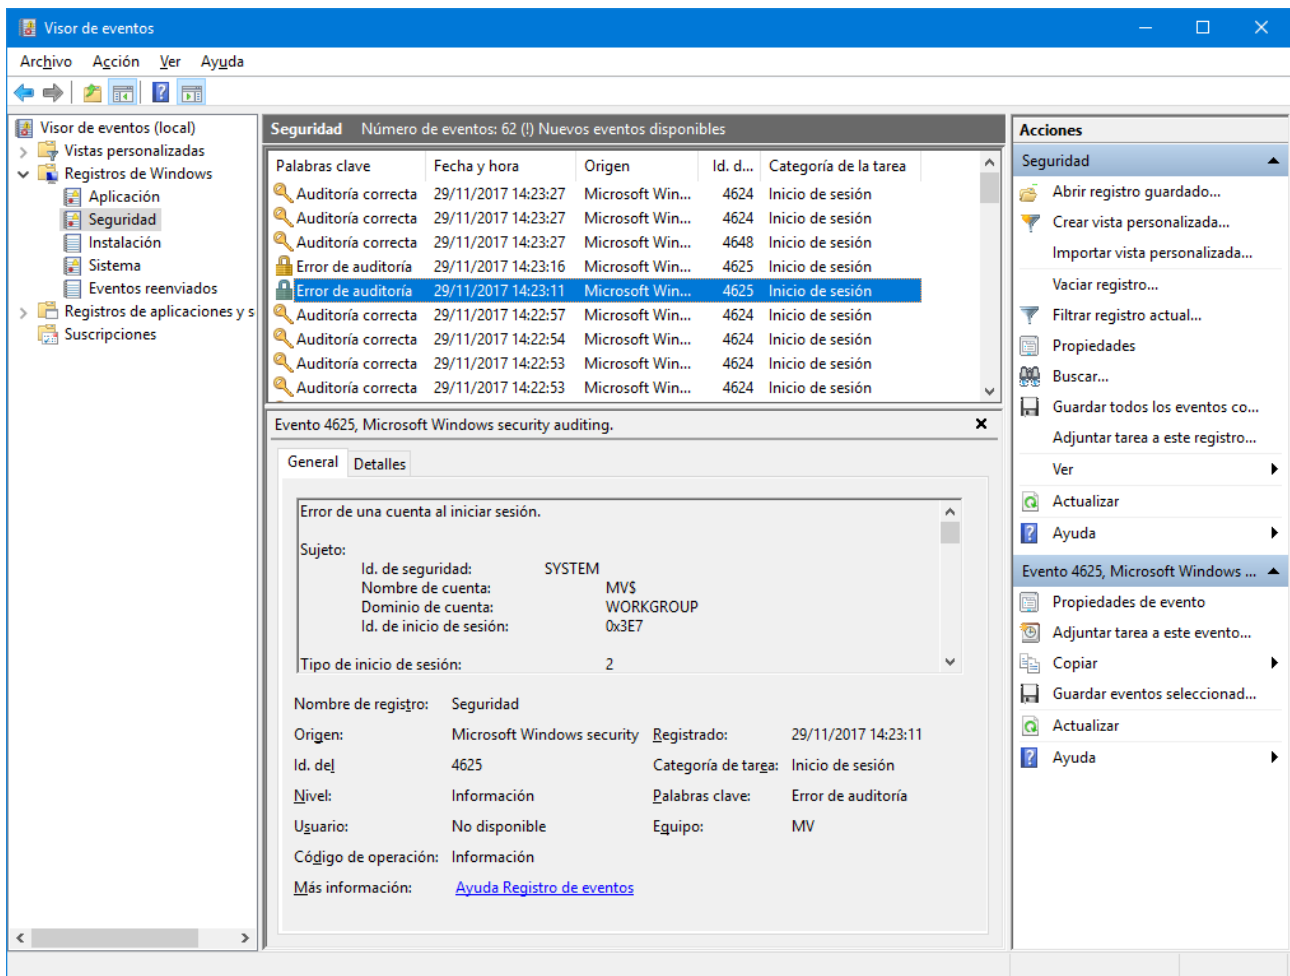 Visor de eventos
Archivo Acción Ver Ayuda
Visor de eventos (local)
Vistas personalizadas
Registros de Windows
Aplicación
Seguridad
Instalación
Sistema
Eventos reenviados
Registros de aplicaciones y s
Suscripciones
Seguridad Número de eventos: 62 (!) Nuevos eventos disponibles
Palabras clave Fecha y hora Origen Id. d... Categoría de la tarea
Auditoría correcta 29/11/2017 14:23:27 Microsoft Win... 4624 Inicio de sesión
Auditoría correcta 29/11/2017 14:23:27 Microsoft Win... 4624 Inicio de sesión
Auditoría correcta 29/11/2017 14:23:27 Microsoft Win... 4648 Inicio de sesión
Error de auditoría 29/11/2017 14:23:16 Microsoft Win... 4625 Inicio de sesión
Error de auditoría 29/11/2017 14:23:11 Microsoft Win... 4625 Inicio de sesión
Auditoría correcta 29/11/2017 14:22:57 Microsoft Win... 4624 Inicio de sesión
Auditoría correcta 29/11/2017 14:22:54 Microsoft Win... 4624 Inicio de sesión
Auditoría correcta 29/11/2017 14:22:53 Microsoft Win... 4624 Inicio de sesión
Auditoría correcta 29/11/2017 14:22:53 Microsoft Win... 4624 Inicio de sesión
Evento 4625, Microsoft Windows security auditing.
General Detalles
Error de una cuenta al iniciar sesión.
Sujeto:
Id. de seguridad: SYSTEM
Nombre de cuenta: MV$
Dominio de cuenta: WORKGROUP
Id. de inicio de sesión: 0x3E7
Tipo de inicio de sesión: 2
Nombre de registro: Seguridad
Origen: Microsoft Windows security Registrado: 29/11/2017 14:23:11
Id. del 4625 Categoría de tarea: Inicio de sesión
Nivel: Información Palabras clave: Error de auditoría
Usuario: No disponible Equipo: MV
Código de operación: Información
Más información: Ayuda Registro de eventos
Acciones
Seguridad
Abrir registro guardado...
Crear vista personalizada...
Importar vista personalizada...
Vaciar registro...
Filtrar registro actual...
Propiedades
Buscar...
Guardar todos los eventos co...
Adjuntar tarea a este registro...
Ver
Actualizar
Ayuda
Evento 4625, Microsoft Windows ...
Propiedades de evento
Adjuntar tarea a este evento...
Copiar
Guardar eventos seleccionad...
Actualizar
Ayuda